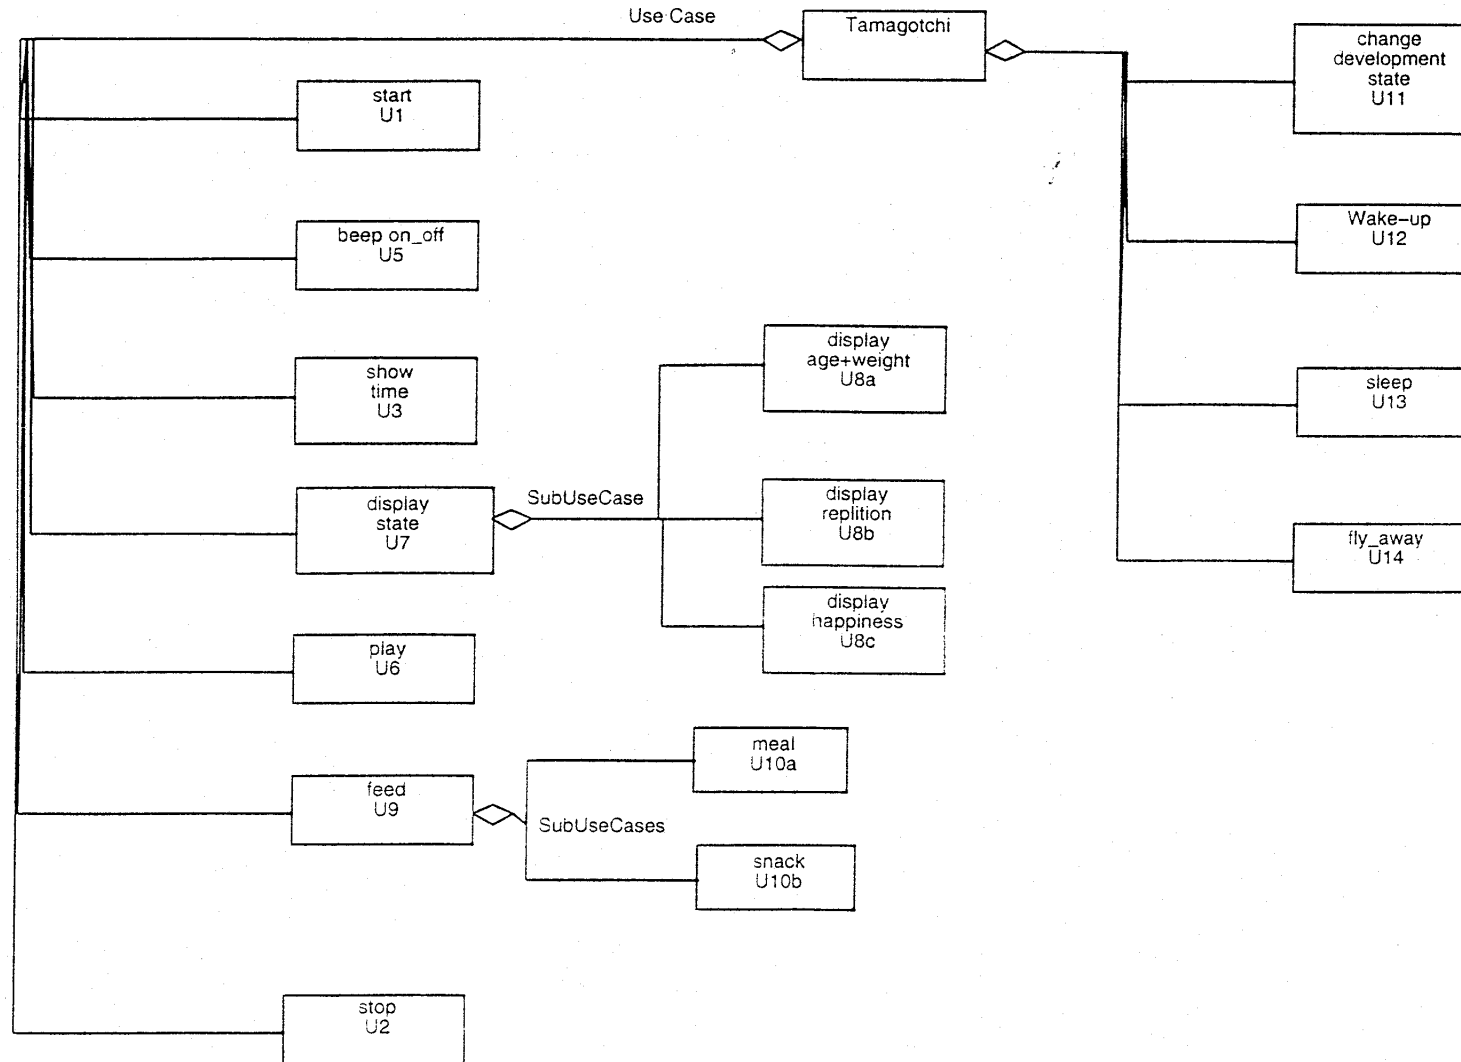 Use Case
Tamagotchi
start
U1
beep on_off
U5
show
time
U3
display
state
U7
SubUseCase
display
age+weight
U8a
display
replition
U8b
display
happiness
U8c
play
U6
feed
U9
SubUseCases
meal
U10a
snack
U10b
stop
U2
change
development
state
U11
Wake-up
U12
sleep
U13
fly_away
U14